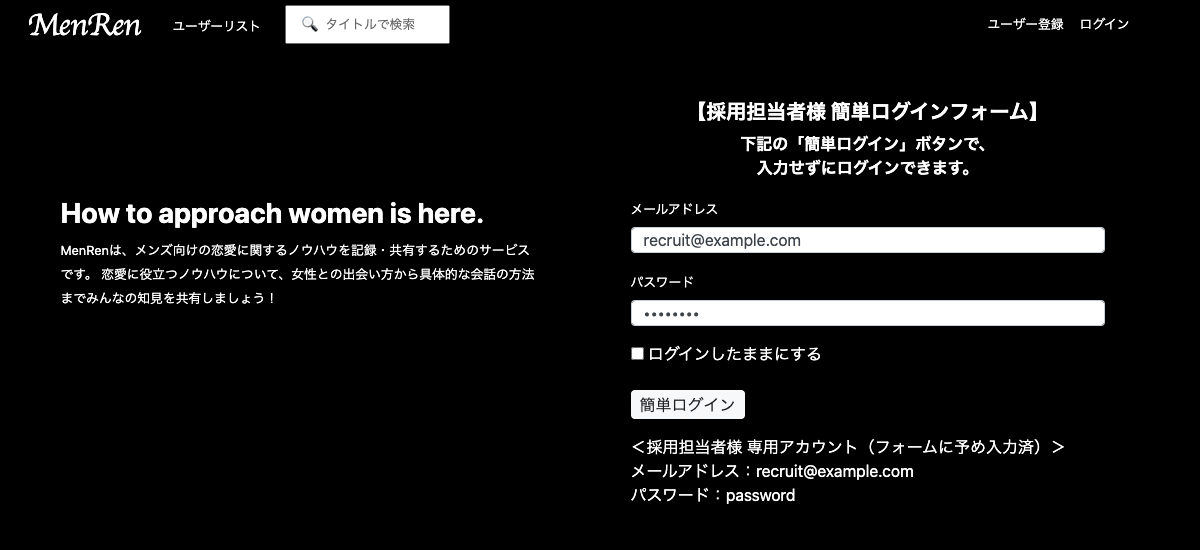 MenRen
ユーザーリスト
🔍 タイトルで検索
ユーザー登録 ログイン
【採用担当者様 簡単ログインフォーム】
下記の「簡単ログイン」ボタンで、
入力せずにログインできます。
How to approach women is here.
MenRenは、メンズ向けの恋愛に関するノウハウを記録・共有するためのサービス
です。 恋愛に役立つノウハウについて、女性との出会い方から具体的な会話の方法
までみんなの知見を共有しましょう！
メールアドレス
recruit@example.com
パスワード
••••••••
ログインしたままにする
簡単ログイン
＜採用担当者様 専用アカウント（フォームに予め入力済）＞
メールアドレス：recruit@example.com
パスワード：password